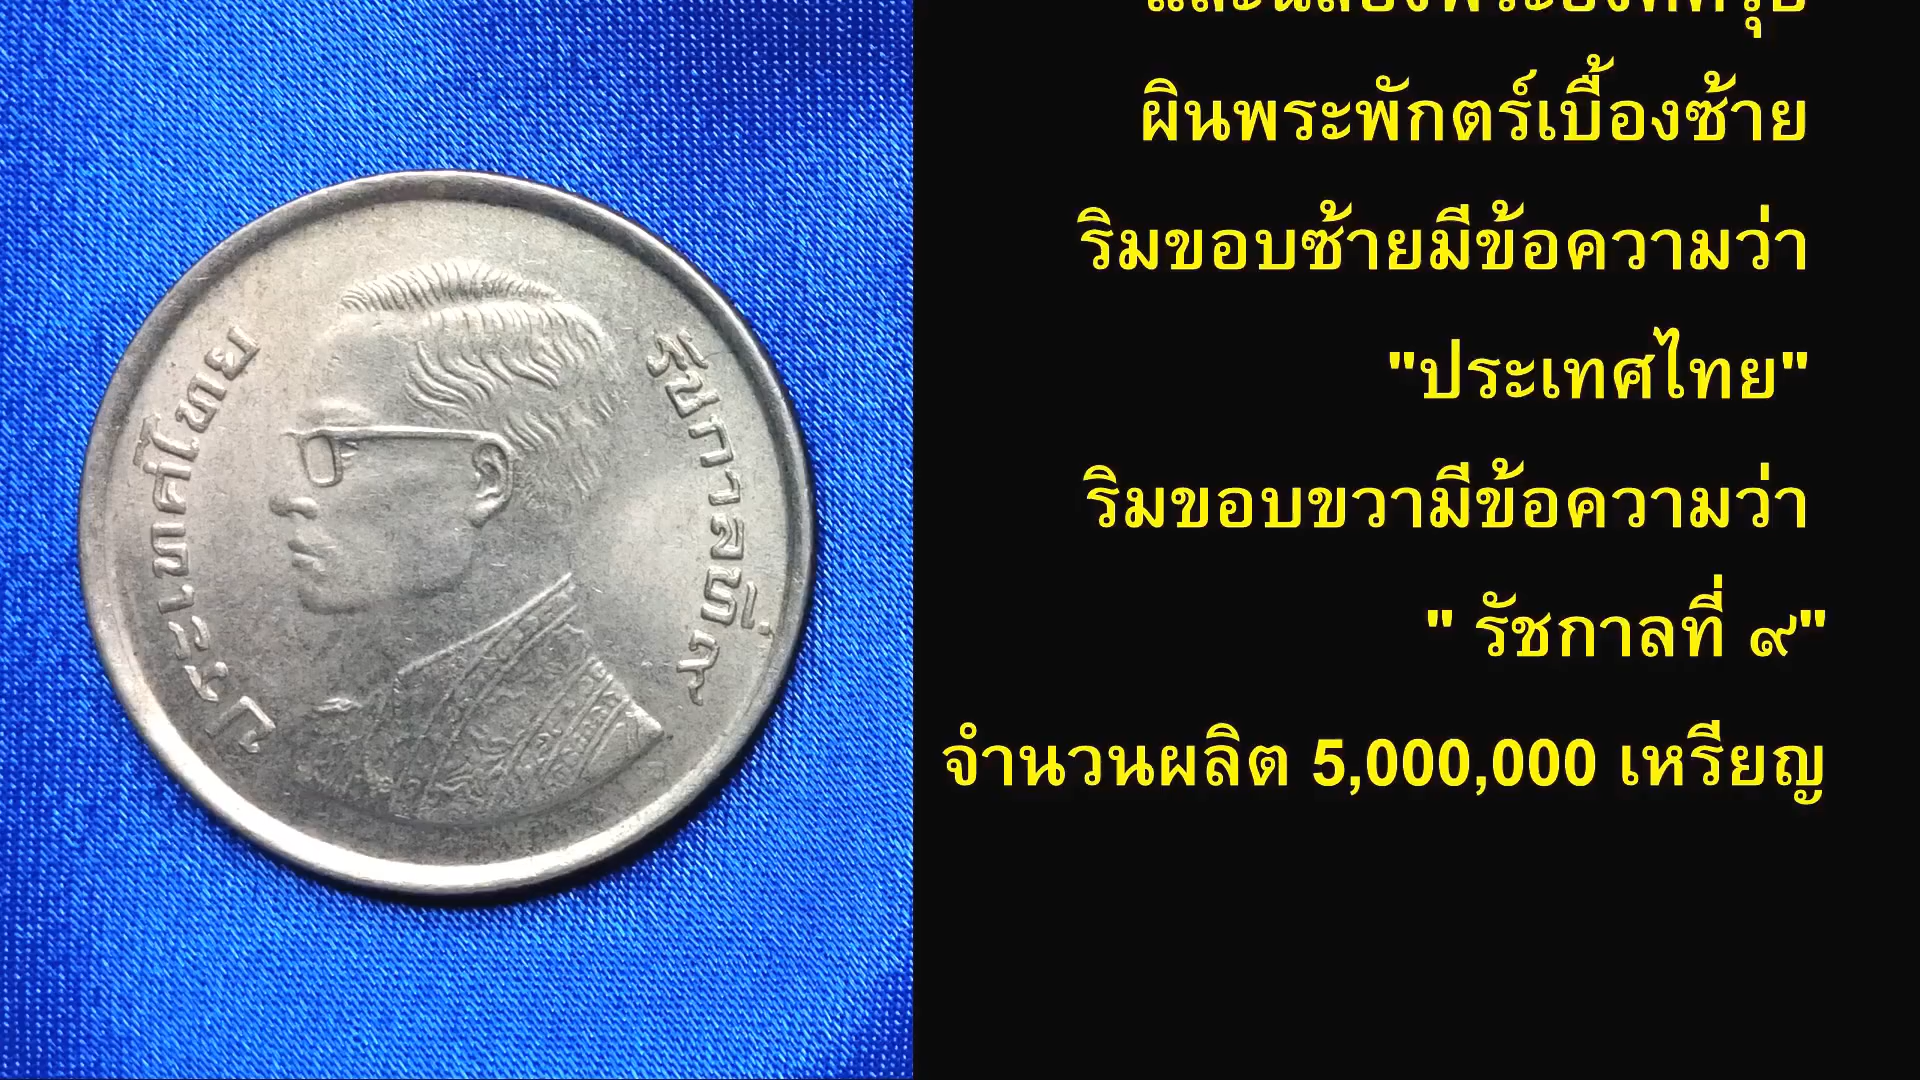 ประเทศไทย
รัชกาลที่ ๙
ผินพระพักตร์เบื้องซ้าย
ริมขอบซ้ายมีข้อความว่า
"ประเทศไทย"
ริมขอบขวามีข้อความว่า
" รัชกาลที่ ๙"
จำนวนผลิต 5,000,000 เหรียญ